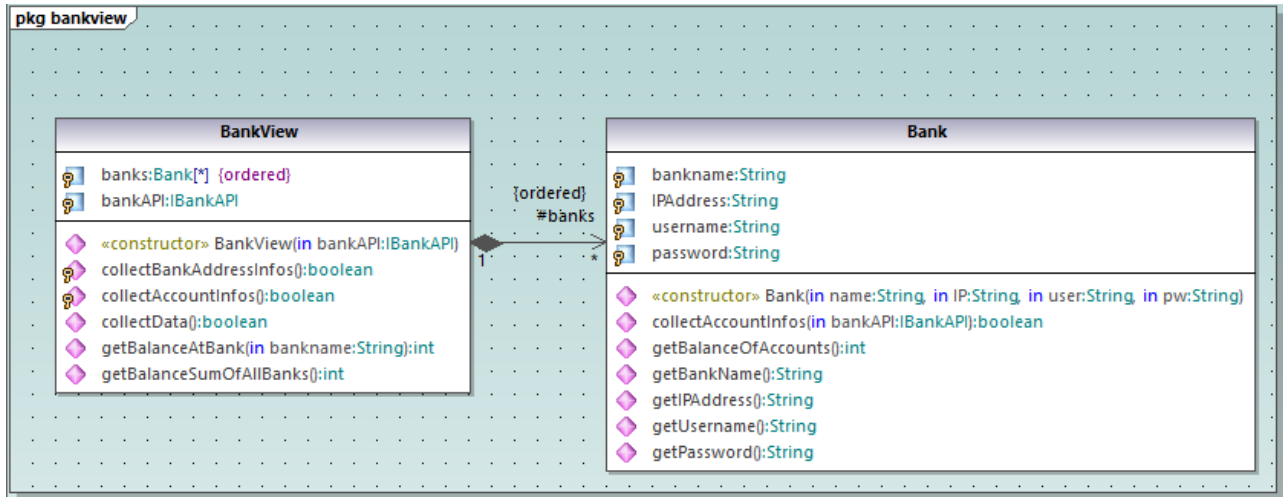 pkg bankview
BankView
banks:Bank[*] {ordered}
bankAPI:IBankAPI
«constructor» BankView(in bankAPI:IBankAPI)
collectBankAddressInfos():boolean
collectAccountInfos():boolean
collectData():boolean
getBalanceAtBank(in bankname:String):int
getBalanceSumOfAllBanks():int
{ordered}
#banks
1
*
Bank
bankname:String
IPAddress:String
username:String
password:String
«constructor» Bank(in name:String, in IP:String, in user:String, in pw:String)
collectAccountInfos(in bankAPI:IBankAPI):boolean
getBalanceOfAccounts():int
getBankName():String
getIPAddress():String
getUsername():String
getPassword():String